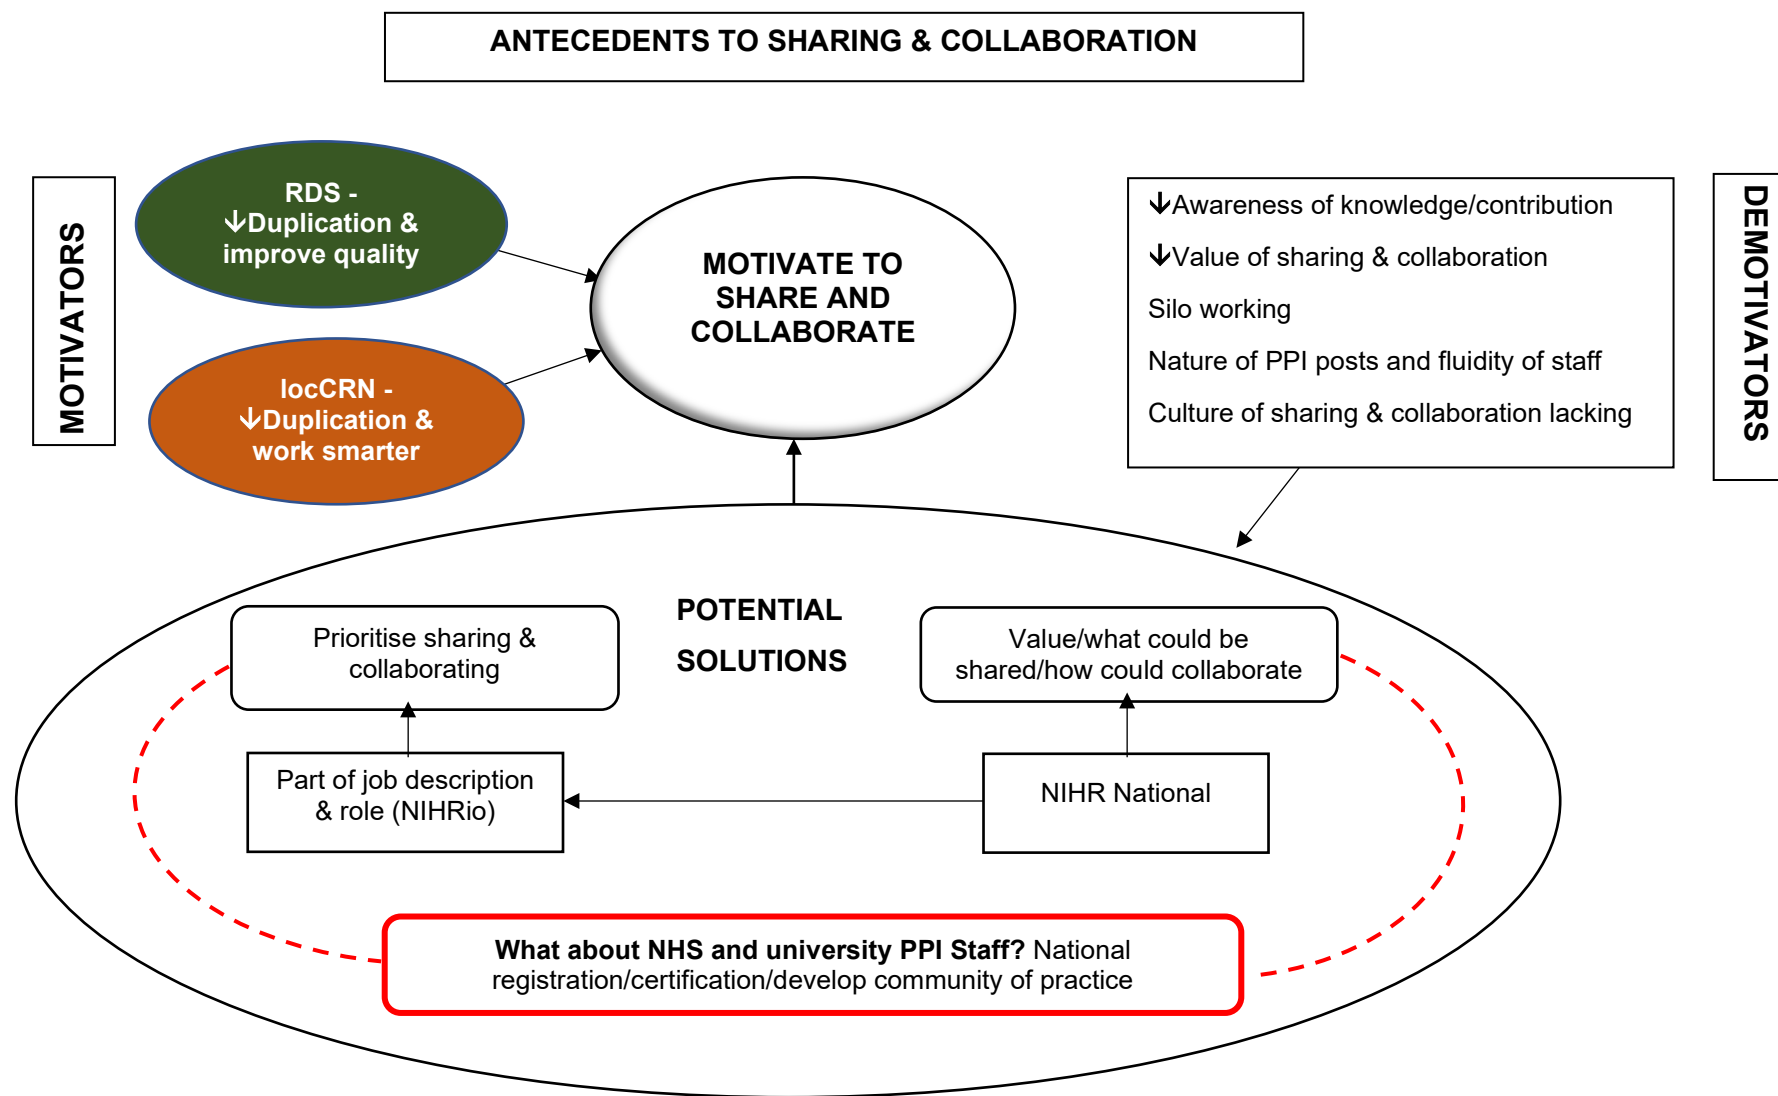 ANTECEDENTS TO SHARING & COLLABORATION
MOTIVATORS
RDS -
↓Duplication &
improve quality
locCRN -
↓Duplication &
work smarter
MOTIVATE TO
SHARE AND
COLLABORATE
↓Awareness of knowledge/contribution
↓Value of sharing & collaboration
Silo working
Nature of PPI posts and fluidity of staff
Culture of sharing & collaboration lacking
DEMOTIVATORS
POTENTIAL
SOLUTIONS
Prioritise sharing &
collaborating
Value/what could be
shared/how could collaborate
Part of job description
& role (NIHRio)
NIHR National
What about NHS and university PPI Staff? National
registration/certification/develop community of practice